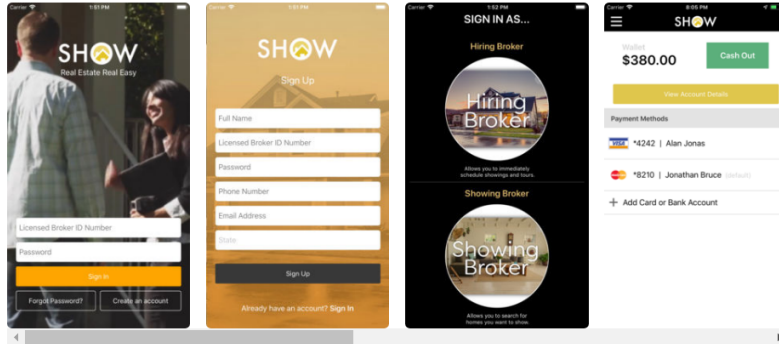 Carrier 1:51 PM
SHOW
Real Estate Real Easy
Licensed Broker ID Number
Password
Sign In
Forgot Password? Create an account
Carrier 1:51 PM
SHOW
Sign Up
Full Name
Licensed Broker ID Number
Password
Phone Number
Email Address
State
Sign Up
Already have an account? Sign In
Carrier 1:52 PM
SIGN IN AS...
Hiring Broker
Hiring
Broker
Allows you to immediately
schedule showings and tours.
Showing Broker
Showing
Broker
Allows you to search for
homes you want to show.
Carrier 8:05 PM
SHOW
Wallet
$380.00
Cash Out
View Account Details
Payment Methods
VISA *4242 | Alan Jonas
*8210 | Jonathan Bruce (default)
+ Add Card or Bank Account